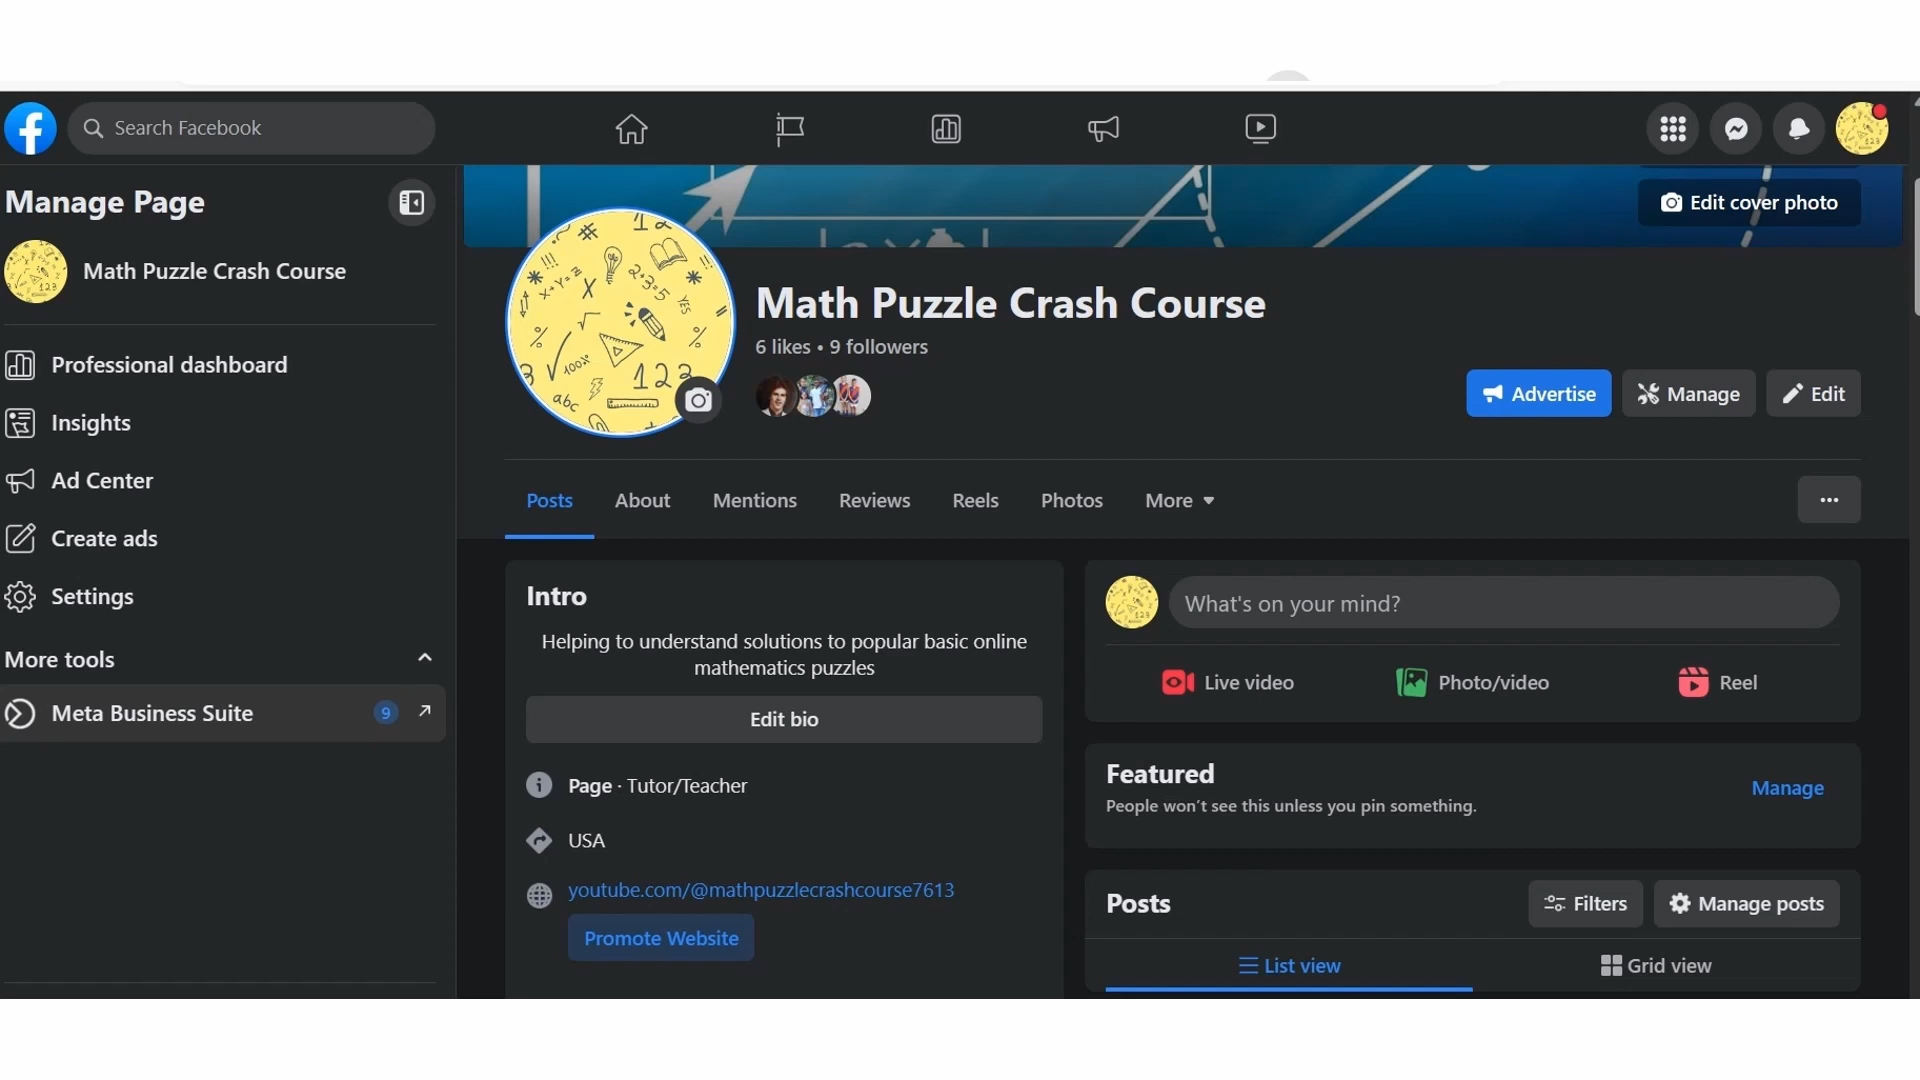 Search Facebook
Manage Page
Math Puzzle Crash Course
Professional dashboard
Insights
Ad Center
Create ads
Settings
More tools
Meta Business Suite 9
Edit cover photo
Math Puzzle Crash Course
6 likes • 9 followers
Advertise
Manage
Edit
Posts
About
Mentions
Reviews
Reels
Photos
More
Intro
Helping to understand solutions to popular basic online
mathematics puzzles
Edit bio
Page · Tutor/Teacher
USA
youtube.com/@mathpuzzlecrashcourse7613
Promote Website
What's on your mind?
Live video
Photo/video
Reel
Featured
People won't see this unless you pin something.
Manage
Posts
Filters
Manage posts
List view
Grid view